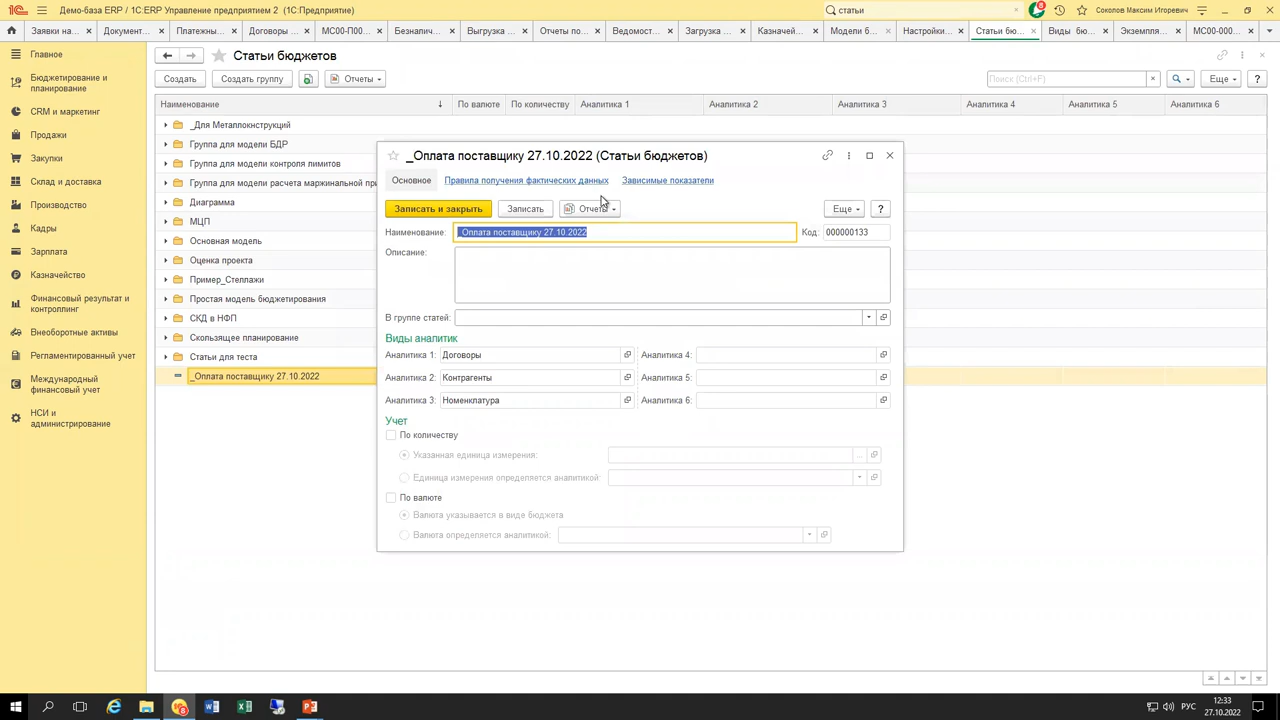 Демо-база ERP / 1С:ERP Управление предприятием 2 (1С:Предприятие)
статьи
8
Соколов Максим Игоревич
Заявки на...
Документ...
Платежны...
Договоры ...
МС00-П00...
Безналич...
Выгрузка ...
Отчеты по...
Ведомост...
Загрузка ...
Казначей...
Модели б...
Настройки...
Статьи бю...
Виды бю...
Экземпля...
МС00-000...
Главное
Бюджетирование и
планирование
CRM и маркетинг
Продажи
Закупки
Склад и доставка
Производство
Кадры
Зарплата
Казначейство
Финансовый результат и
контроллинг
Внеоборотные активы
Регламентированный учет
Международный
финансовый учет
НСИ и
администрирование
Статьи бюджетов
Создать
Создать группу
Отчеты
Поиск (Ctrl+F)
Еще
?
Наименование
По валюте
По количеству
Аналитика 1
Аналитика 2
Аналитика 3
Аналитика 4
Аналитика 5
Аналитика 6
_Для Металлокнструкций
Группа для модели БДР
Группа для модели контроля лимитов
Группа для модели расчета маржинальной при
Диаграмма
МЦП
Основная модель
Оценка проекта
Пример_Стеллажи
Простая модель бюджетирования
СКД в НФП
Скользящее планирование
Статьи для теста
_Оплата поставщику 27.10.2022
_Оплата поставщику 27.10.2022 (Статьи бюджетов)
Основное
Правила получения фактических данных
Зависимые показатели
Записать и закрыть
Записать
Отчеты
Еще
?
Наименование: _Оплата поставщику 27.10.2022
Код: 000000133
Описание:
В группе статей:
Виды аналитик
Аналитика 1: Договоры
Аналитика 4:
Аналитика 2: Контрагенты
Аналитика 5:
Аналитика 3: Номенклатура
Аналитика 6:
Учет
По количеству
Указанная единица измерения:
Единица измерения определяется аналитикой:
По валюте
Валюта указывается в виде бюджета
Валюта определяется аналитикой:
РУС
12:33
27.10.2022